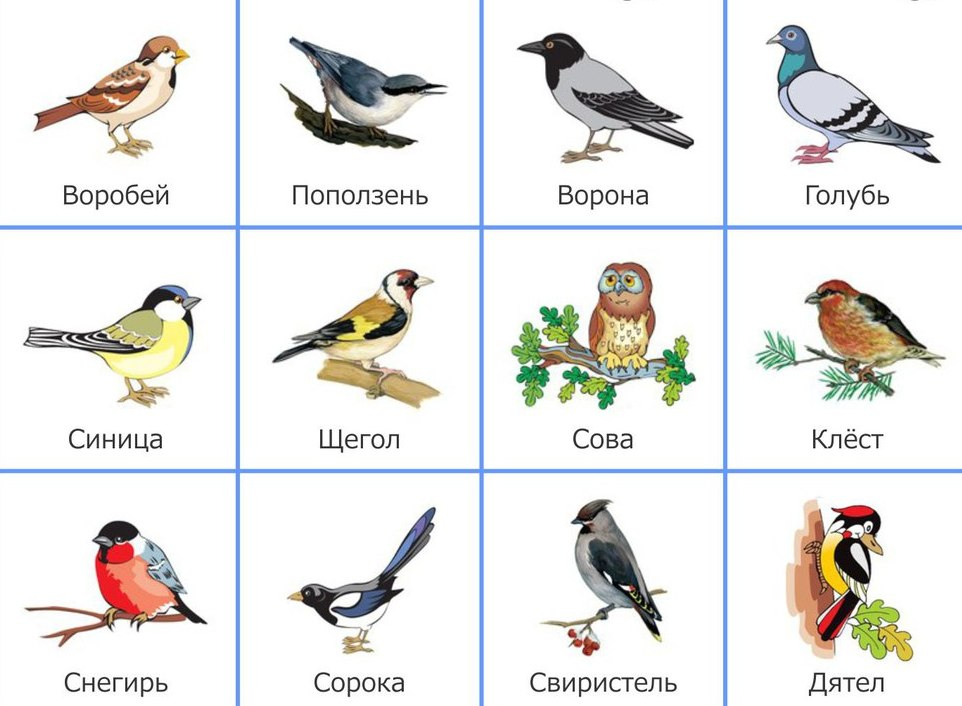 Воробей
Поползень
Ворона
Голубь
Синица
Щегол
Сова
Клёст
Снегирь
Сорока
Свиристель
Дятел